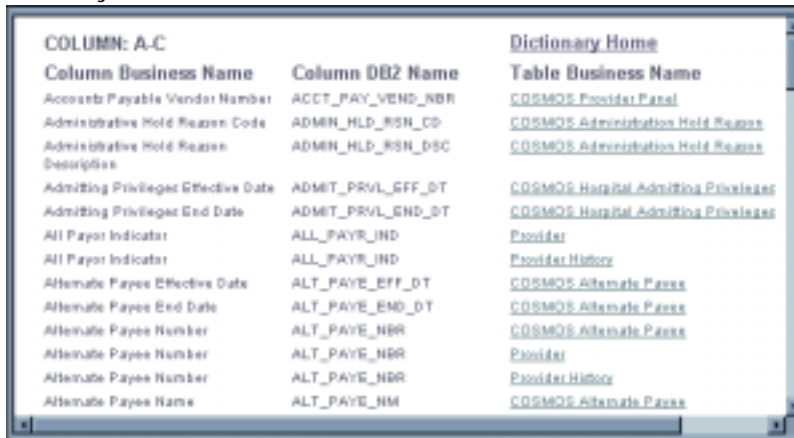 COLUMN: A-C Dictionary Home
Column Business Name Column DB2 Name Table Business Name
Accounts Payable Vendor Number ACCT_PAY_VEND_NBR COSMOS Provider Panel
Administrative Hold Reason Code ADMIN_HLD_RSN_CD COSMOS Administration Hold Reason
Administrative Hold Reason ADMIN_HLD_RSN_DSC COSMOS Administration Hold Reason
Description
Admitting Privileges Effective Date ADMIT_PRVL_EFF_DT COSMOS Hospital Admitting Priveleges
Admitting Privileges End Date ADMIT_PRVL_END_DT COSMOS Hospital Admitting Priveleges
All Payor Indicator ALL_PAYR_IND Provider
All Payor Indicator ALL_PAYR_IND Provider History
Alternate Payee Effective Date ALT_PAYE_EFF_DT COSMOS Alternate Payee
Alternate Payee End Date ALT_PAYE_END_DT COSMOS Alternate Payee
Alternate Payee Number ALT_PAYE_NBR COSMOS Alternate Payee
Alternate Payee Number ALT_PAYE_NBR Provider
Alternate Payee Number ALT_PAYE_NBR Provider History
Alternate Payee Name ALT_PAYE_NM COSMOS Alternate Payee